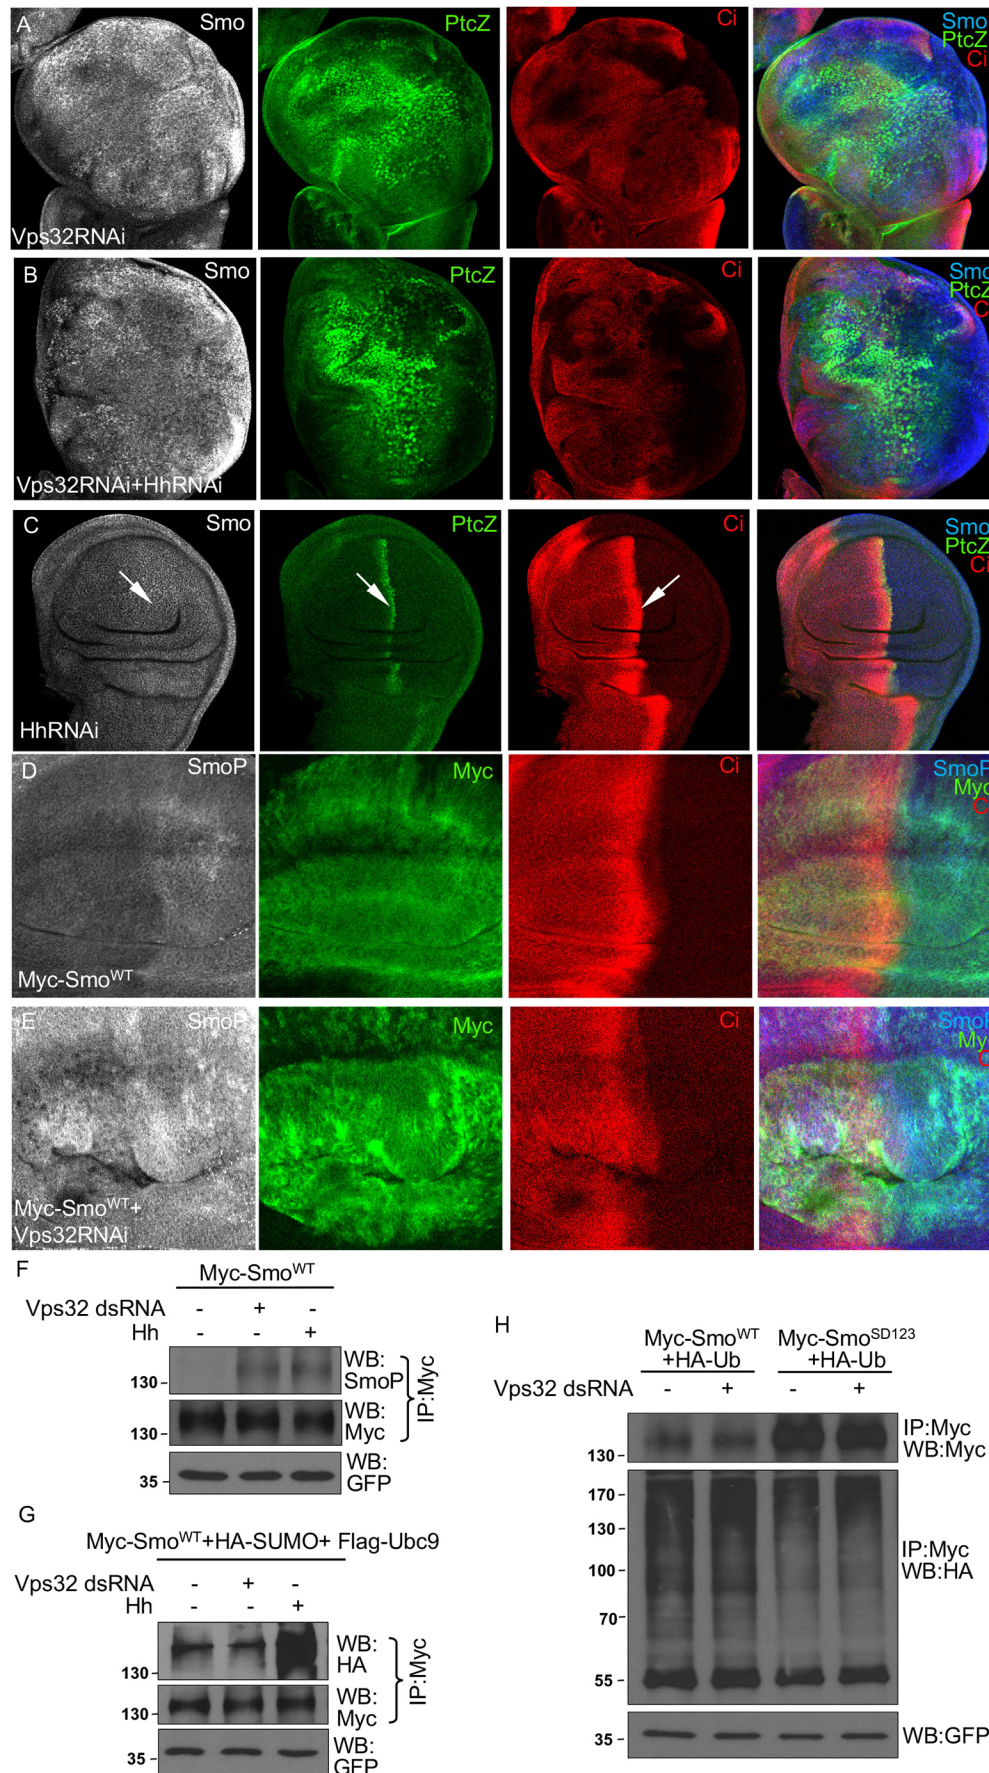 A Smo PtcZ Ci Smo
PtcZ
Ci
Vps32RNAi
B Smo PtcZ Ci Smo
PtcZ
C
Vps32RNAi+HhRNAi
C Smo PtcZ Ci Smo
PtcZ
Ci
HhRNAi
D SmoP Myc Ci SmoP
Myc
C
Myc-SmoWT
E SmoP Myc Ci SmoP
My
C
Myc-SmoWT+
Vps32RNAi
F
Myc-SmoWT
Vps32 dsRNA - + -
Hh - - +
130 WB:
SmoP
130 WB:
Myc
IP:Myc
35 WB:
GFP
G
Myc-SmoWT+HA-SUMO+ Flag-Ubc9
Vps32 dsRNA - + -
Hh - - +
130 WB:
HA
130 WB:
Myc
IP:Myc
35 WB:
GFP
H
Myc-SmoWT Myc-SmoSD123
+HA-Ub +HA-Ub
Vps32 dsRNA - + - +
130 IP:Myc
WB:Myc
170
130
100 IP:Myc
WB:HA
70
55
35 WB:GFP